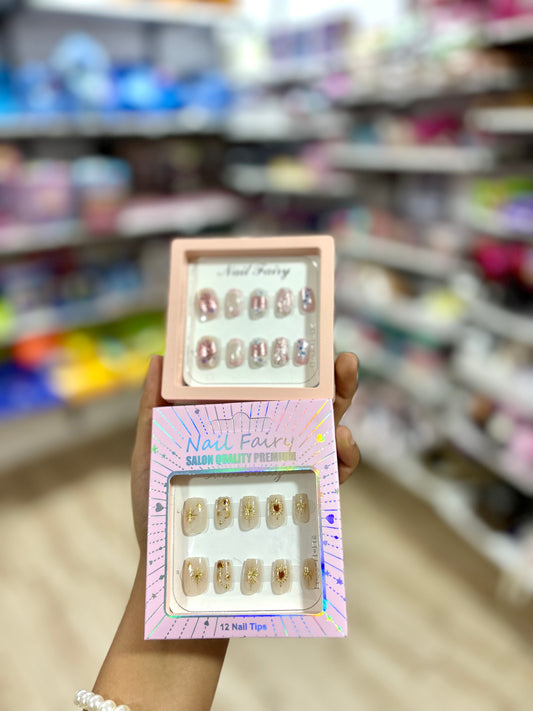 Nail Fairy
Nail Fairy
SALON QUALITY PREMIUM
12 Nail Tips